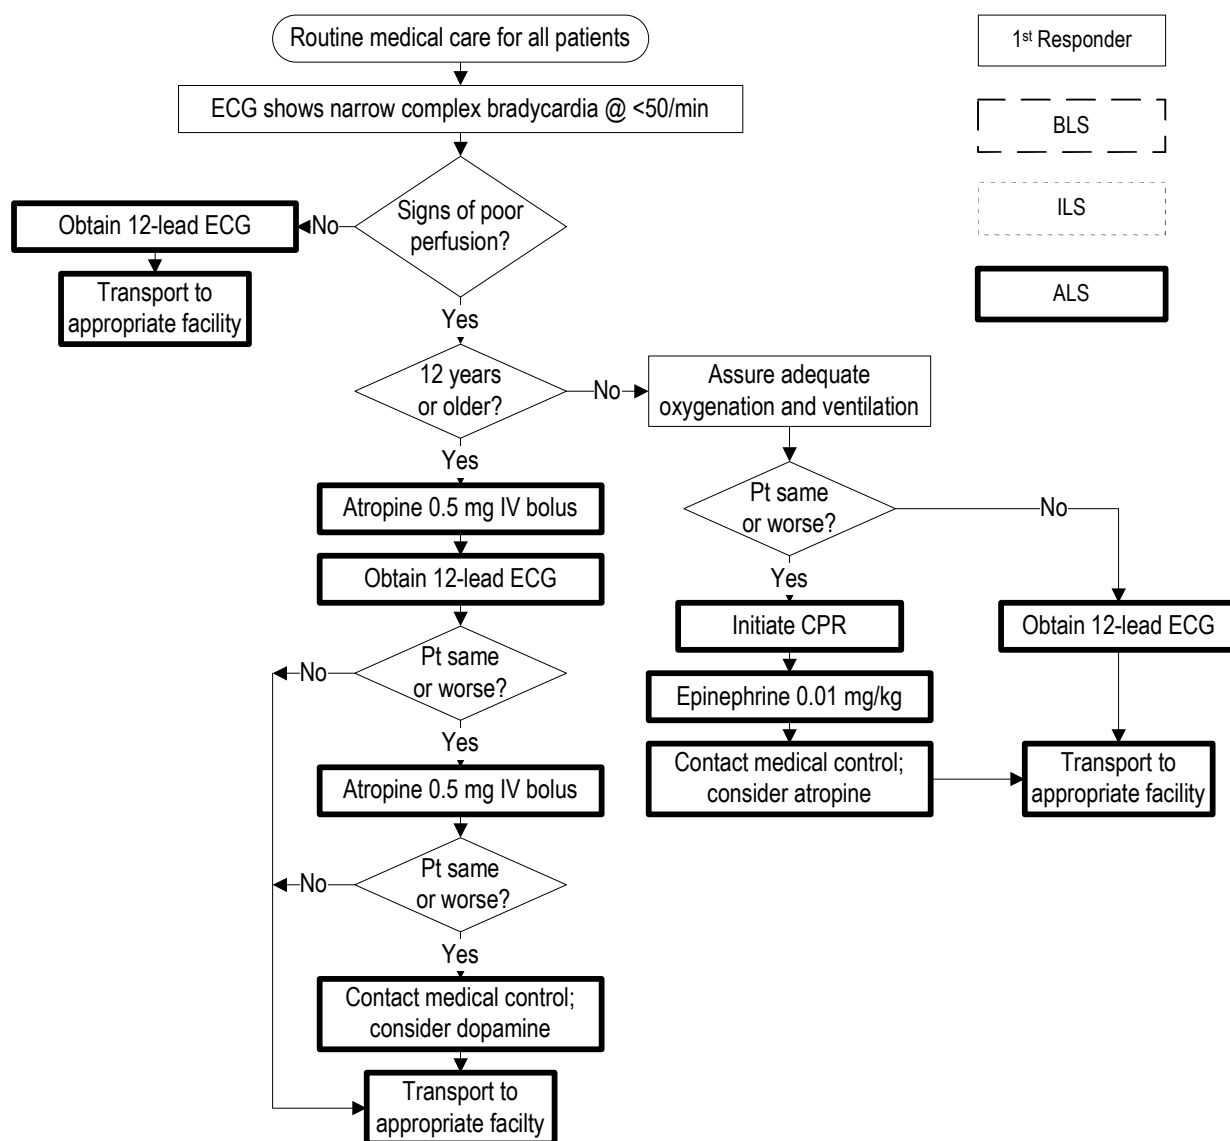 Routine medical care for all patients
1st Responder
ECG shows narrow complex bradycardia @ <50/min
BLS
Signs of poor
perfusion?
No
Obtain 12-lead ECG
Transport to
appropriate facility
ILS
ALS
Yes
12 years
or older?
No
Assure adequate
oxygenation and ventilation
Yes
Atropine 0.5 mg IV bolus
Obtain 12-lead ECG
Pt same
or worse?
No
Yes
Atropine 0.5 mg IV bolus
Pt same
or worse?
No
Yes
Contact medical control;
consider dopamine
Transport to
appropriate facilty
Pt same
or worse?
No
Yes
Initiate CPR
Epinephrine 0.01 mg/kg
Contact medical control;
consider atropine
Obtain 12-lead ECG
Transport to
appropriate facility